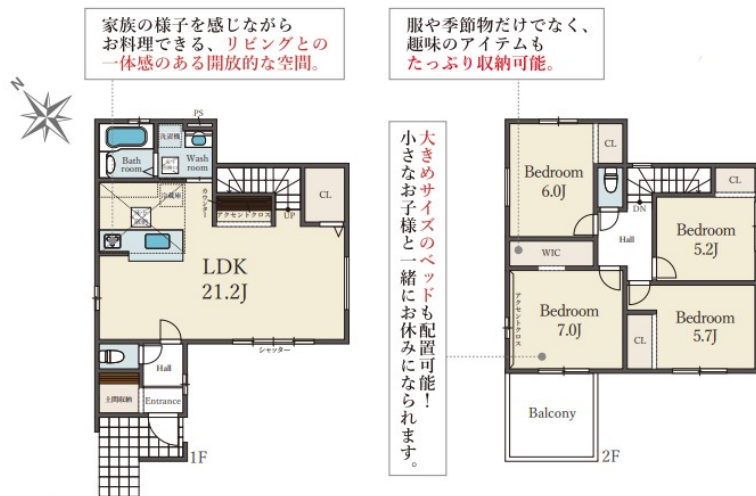 家族の様子を感じながら
お料理できる、リビングとの
一体感のある開放的な空間。
服や季節物だけでなく、
趣味のアイテムも
たっぷり収納可能。
大きめサイズのベッドも配置可能！
小さなお子様と一緒にお休みになられます。
N
PS
洗濯機
Bath
room
Wash
room
冷蔵庫
カウンター
アクセントクロス
UP
CL
LDK
21.2J
シャッター
Hall
土間収納
Entrance
1F
Bedroom
6.0J
CL
CL
DN
Hall
Bedroom
5.2J
WIC
アクセントクロス
Bedroom
7.0J
CL
Bedroom
5.7J
Balcony
2F